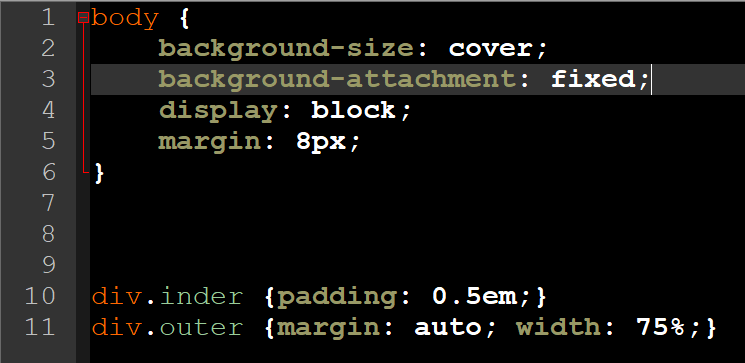 1 body {
2 background-size: cover;
3 background-attachment: fixed;
4 display: block;
5 margin: 8px;
6 }
7
8
9
10 div.inder {padding: 0.5em;}
11 div.outer {margin: auto; width: 75%;}